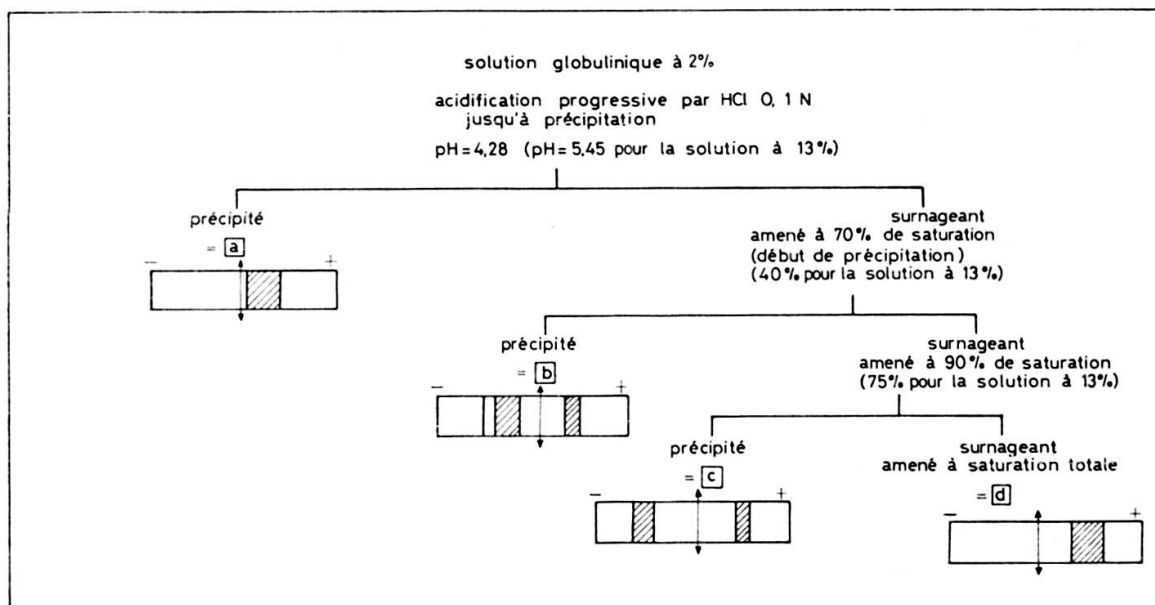 solution globulinique à 2%
acidification progressive par HCl 0,1 N
jusqu'à précipitation
pH=4,28 (pH=5,45 pour la solution à 13%)
précipité
= a
- +
surnageant
amené à 70% de saturation
(début de précipitation)
(40% pour la solution à 13%)
précipité
= b
- +
surnageant
amené à 90% de saturation
(75% pour la solution à 13%)
précipité
= c
- +
surnageant
amené à saturation totale
= d
- +